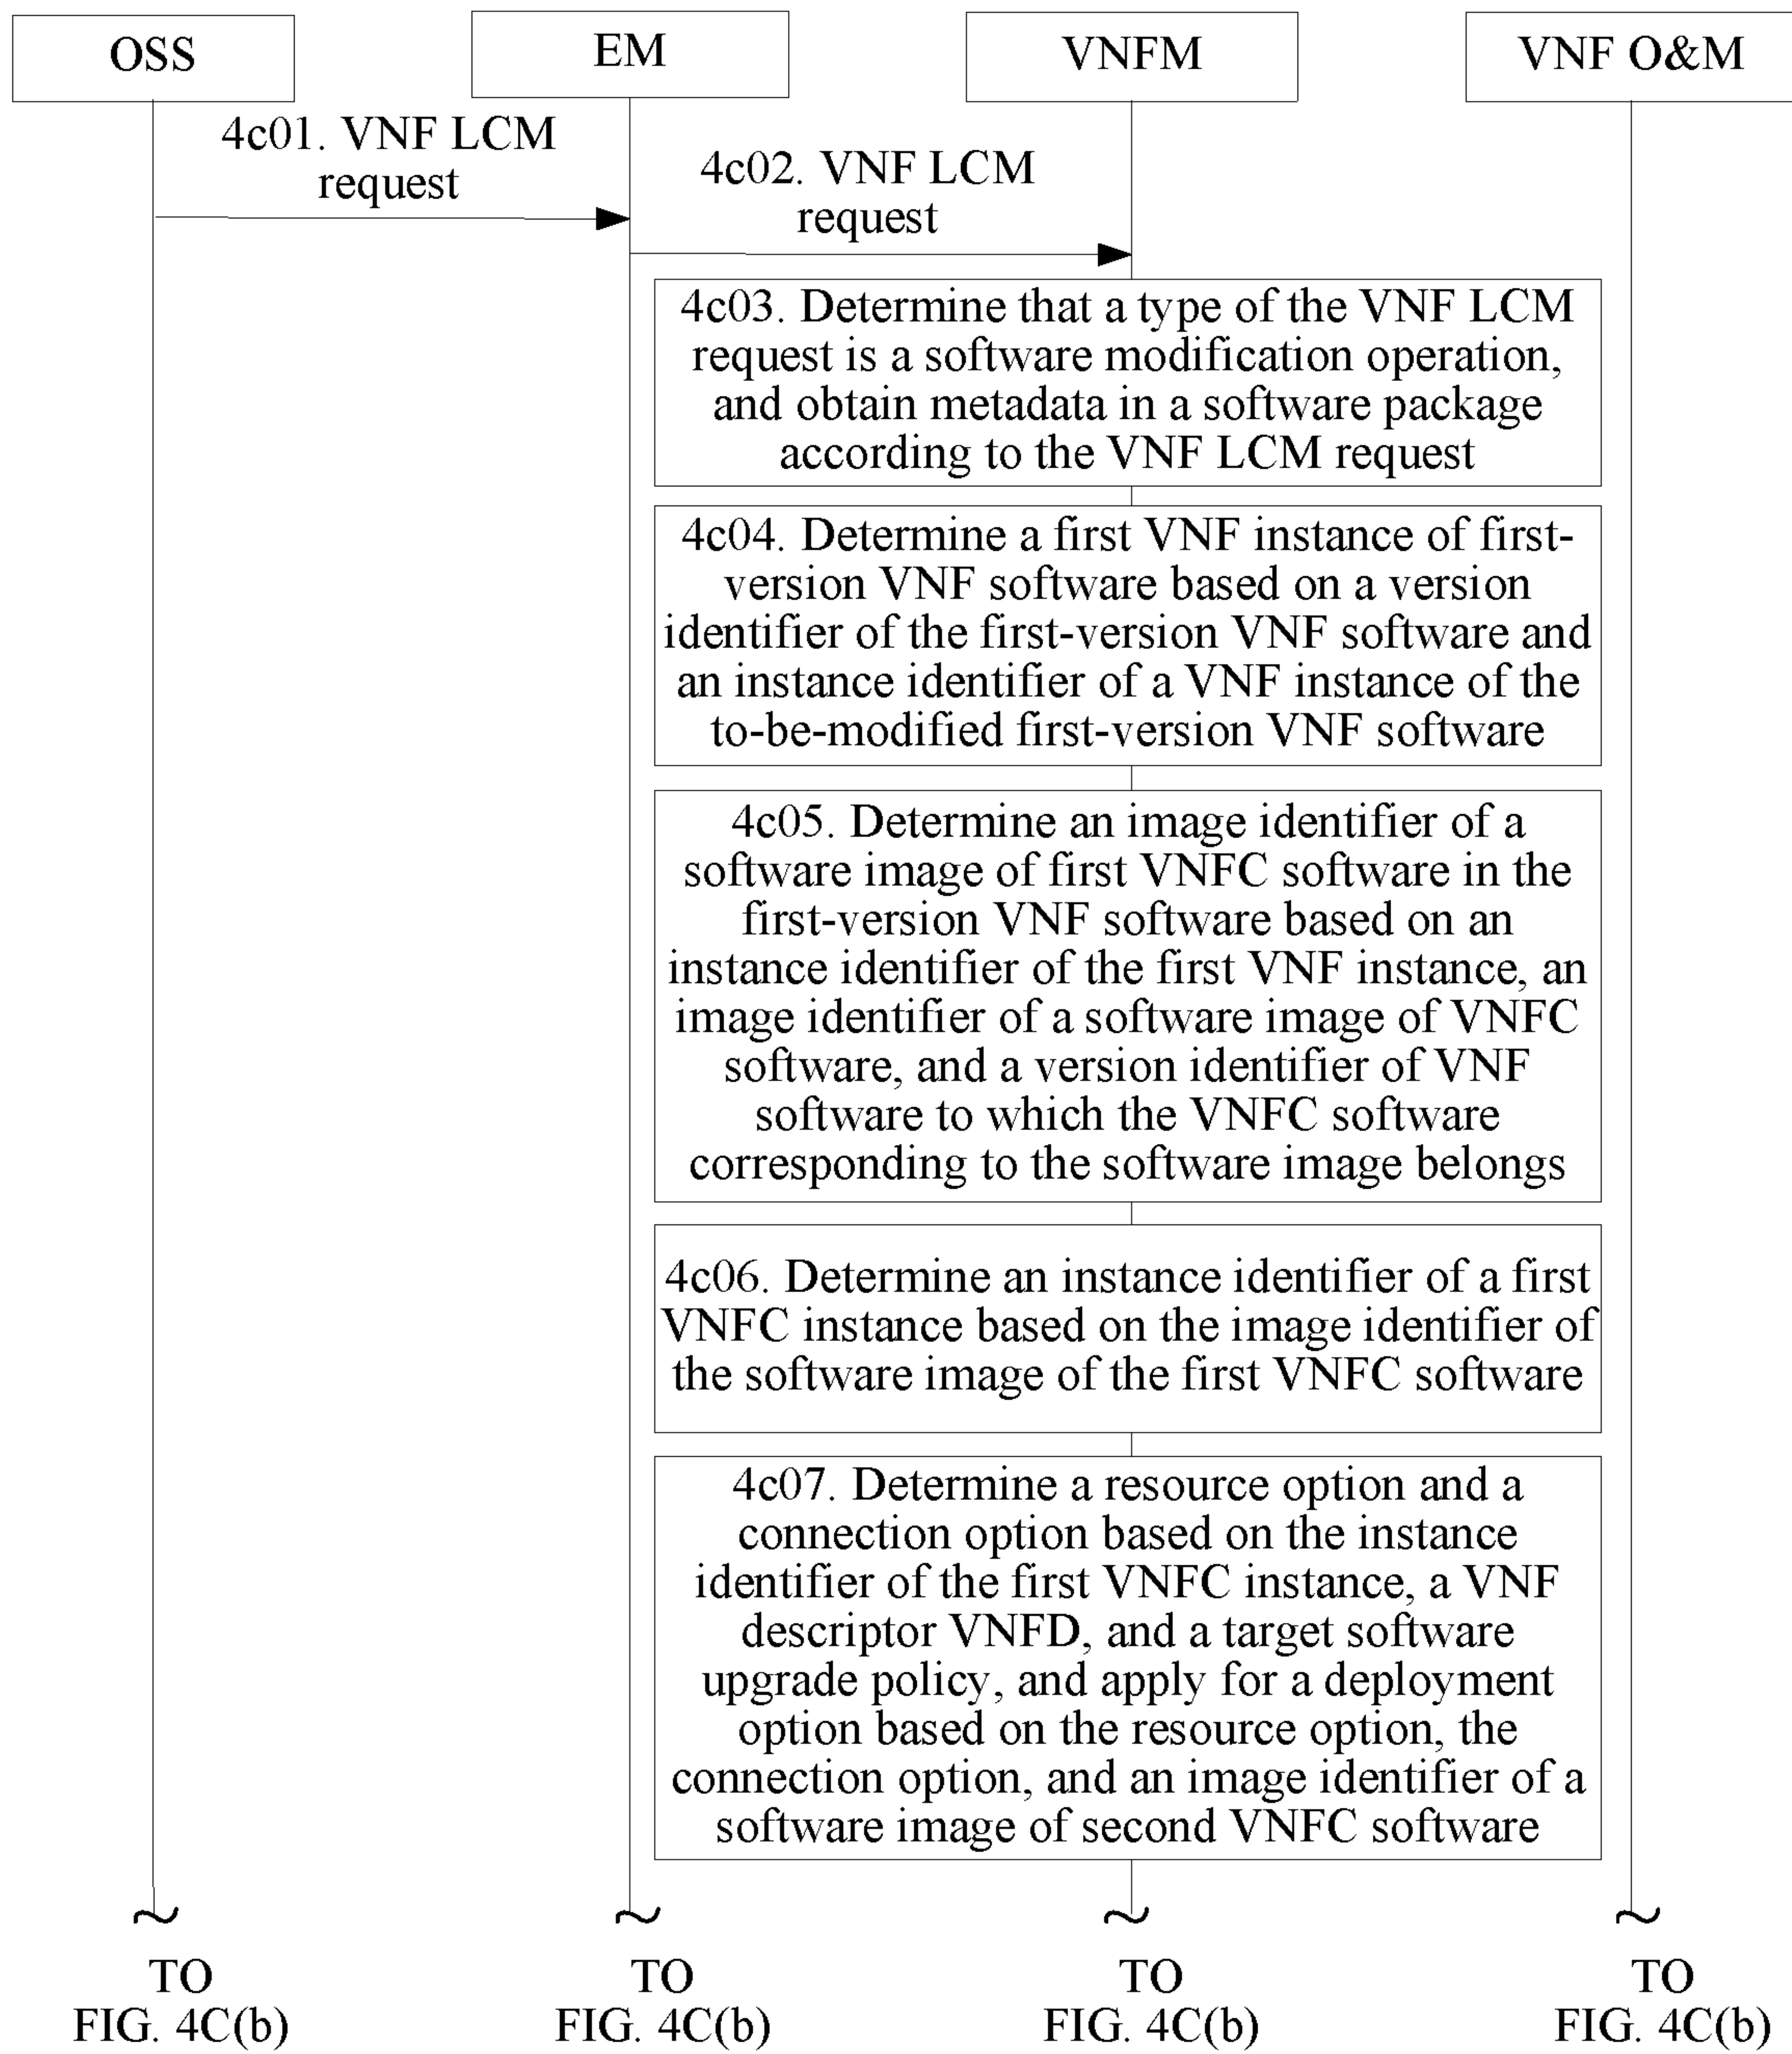 OSS
EM
VNFM
VNF O&M
4c01. VNF LCM
request
4c02. VNF LCM
request
4c03. Determine that a type of the VNF LCM
request is a software modification operation,
and obtain metadata in a software package
according to the VNF LCM request
4c04. Determine a first VNF instance of first-
version VNF software based on a version
identifier of the first-version VNF software and
an instance identifier of a VNF instance of the
to-be-modified first-version VNF software
4c05. Determine an image identifier of a
software image of first VNFC software in the
first-version VNF software based on an
instance identifier of the first VNF instance, an
image identifier of a software image of VNFC
software, and a version identifier of VNF
software to which the VNFC software
corresponding to the software image belongs
4c06. Determine an instance identifier of a first
VNFC instance based on the image identifier of
the software image of the first VNFC software
4c07. Determine a resource option and a
connection option based on the instance
identifier of the first VNFC instance, a VNF
descriptor VNFD, and a target software
upgrade policy, and apply for a deployment
option based on the resource option, the
connection option, and an image identifier of a
software image of second VNFC software
TO
FIG. 4C(b)
TO
FIG. 4C(b)
TO
FIG. 4C(b)
TO
FIG. 4C(b)